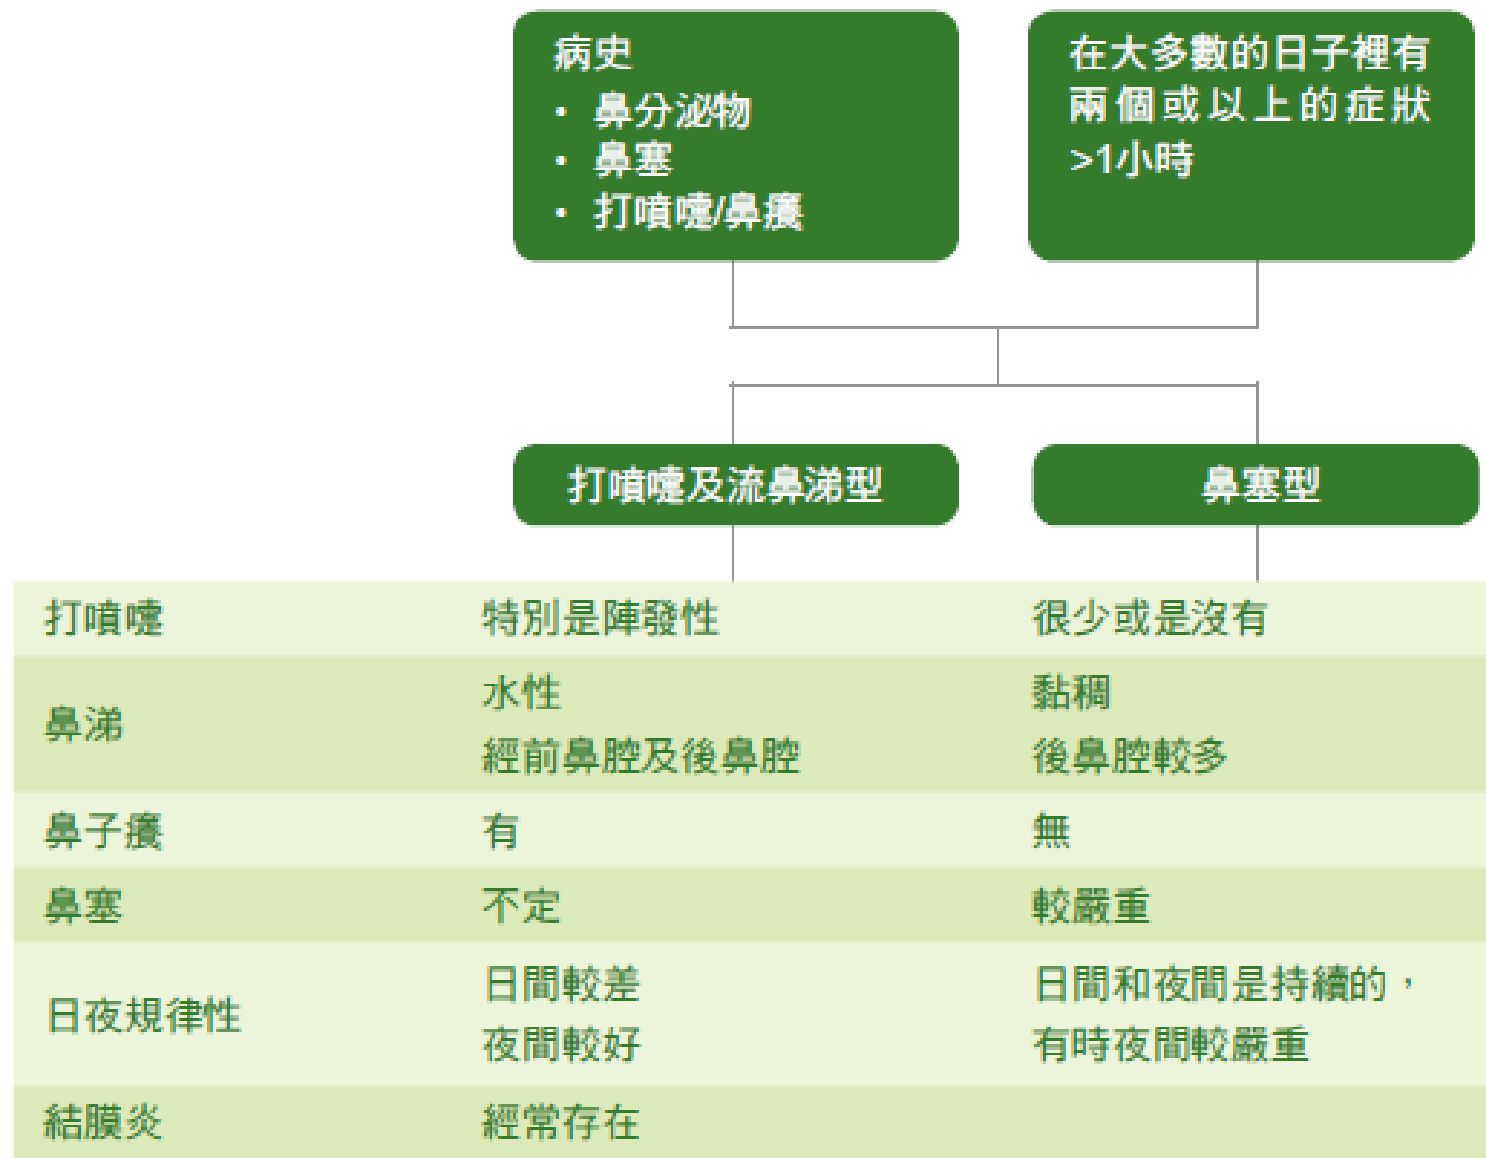 病史
• 鼻分泌物
• 鼻塞
• 打噴嚏/鼻癢
在大多數的日子裡有
兩個或以上的症狀
>1小時
打噴嚏及流鼻涕型
鼻塞型
打噴嚏 特別是陣發性 很少或是沒有
鼻涕
水性 黏稠
經前鼻腔及後鼻腔 後鼻腔較多
鼻子癢 有 無
鼻塞 不定 較嚴重
日夜規律性
日間較差 日間和夜間是持續的，
夜間較好 有時夜間較嚴重
結膜炎 經常存在